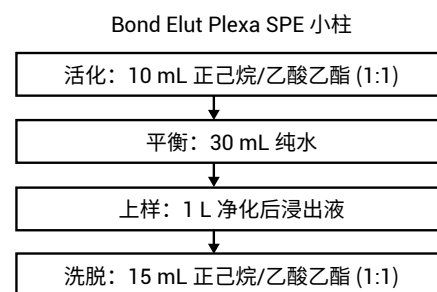 Bond Elut Plexa SPE 小柱
活化：10 mL 正己烷/乙酸乙酯 (1:1)
平衡：30 mL 纯水
上样：1 L 净化后浸出液
洗脱：15 mL 正己烷/乙酸乙酯 (1:1)